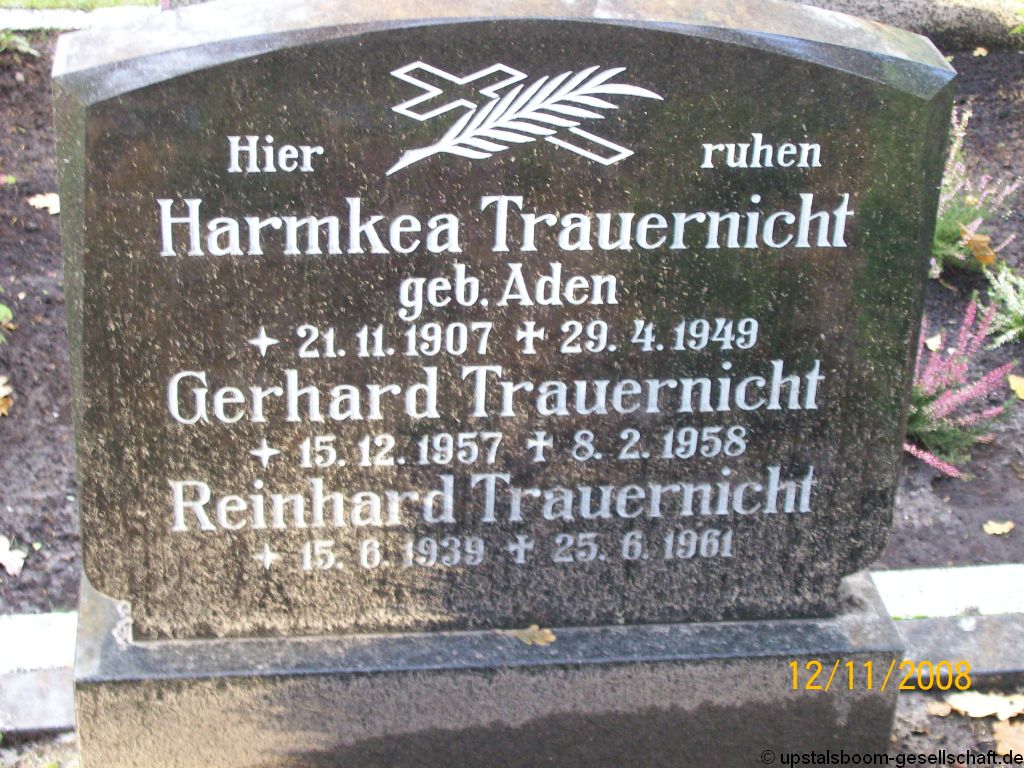 Hier ruhen
Harmkea Trauernicht
geb. Aden
21. 11. 1907 ✝ 29. 4. 1949
Gerhard Trauernicht
15. 12. 1957 ✝ 8. 2. 1958
Reinhard Trauernicht
15. 6. 1939 ✝ 25. 6. 1961
12/11/2008
© upstalsboom-gesellschaft.de